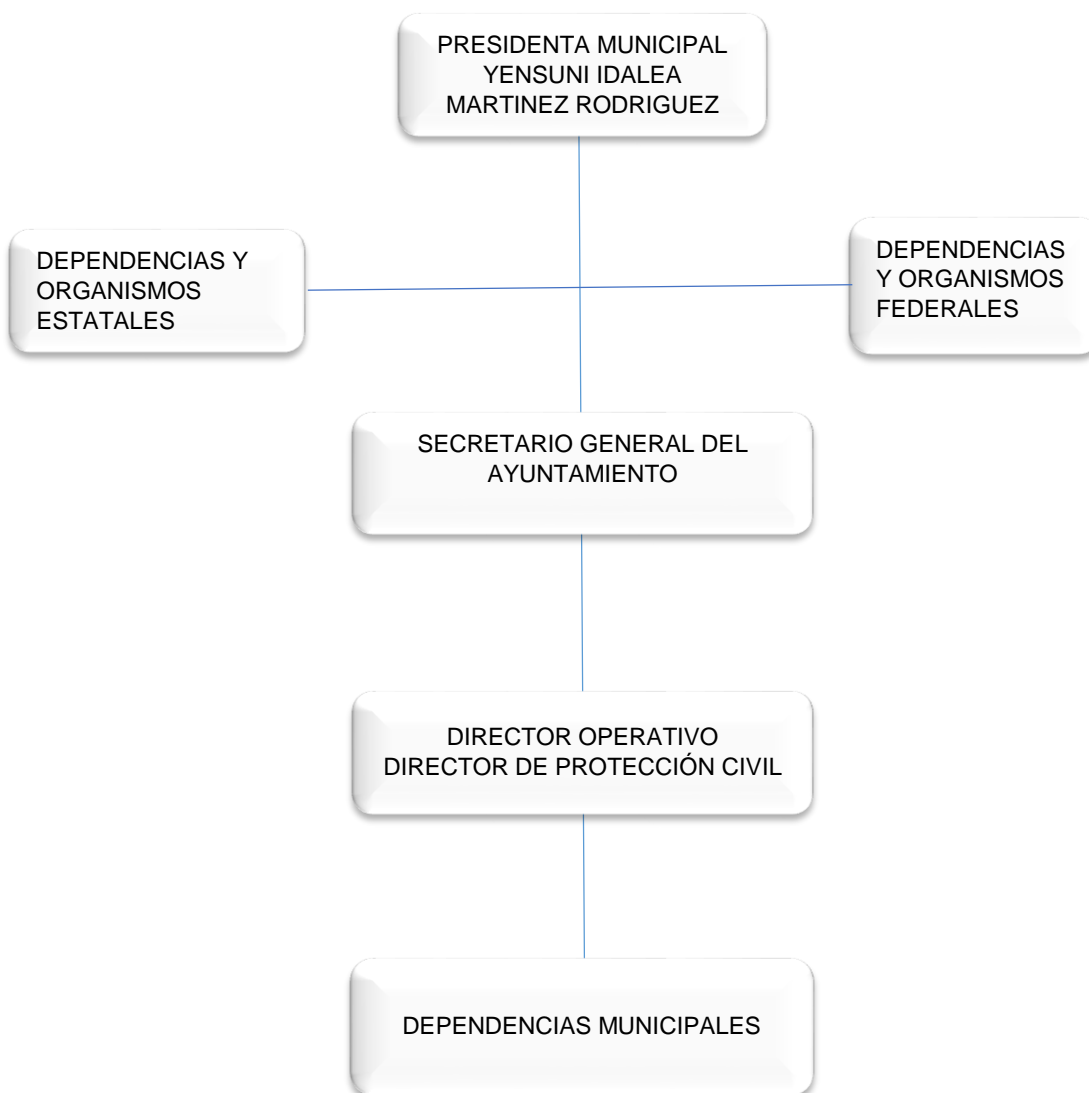 PRESIDENTA MUNICIPAL
YENSUNI IDALEA
MARTINEZ RODRIGUEZ
DEPENDENCIAS Y
ORGANISMOS
ESTATALES
DEPENDENCIAS
Y ORGANISMOS
FEDERALES
SECRETARIO GENERAL DEL
AYUNTAMIENTO
DIRECTOR OPERATIVO
DIRECTOR DE PROTECCIÓN CIVIL
DEPENDENCIAS MUNICIPALES